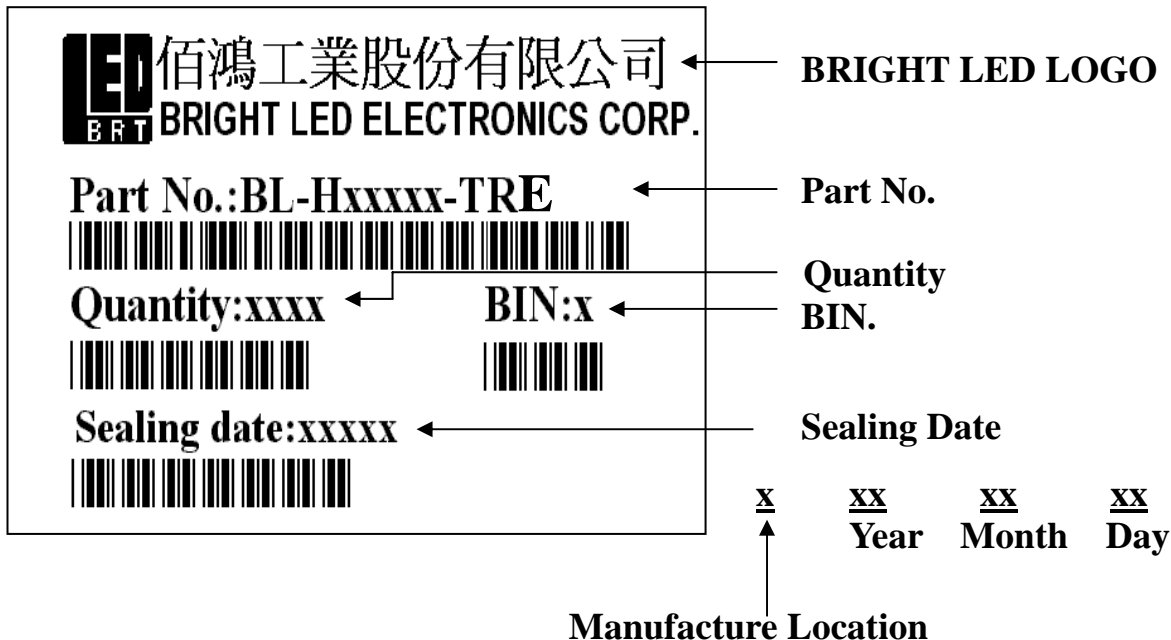 LED 佰鴻工業股份有限公司 BRIGHT LED LOGO
BRT BRIGHT LED ELECTRONICS CORP.
Part No.:BL-Hxxxxx-TRE Part No.
Quantity
Quantity:xxxx BIN:x BIN.
Sealing date:xxxxx Sealing Date
x xx xx xx
Year Month Day
Manufacture Location